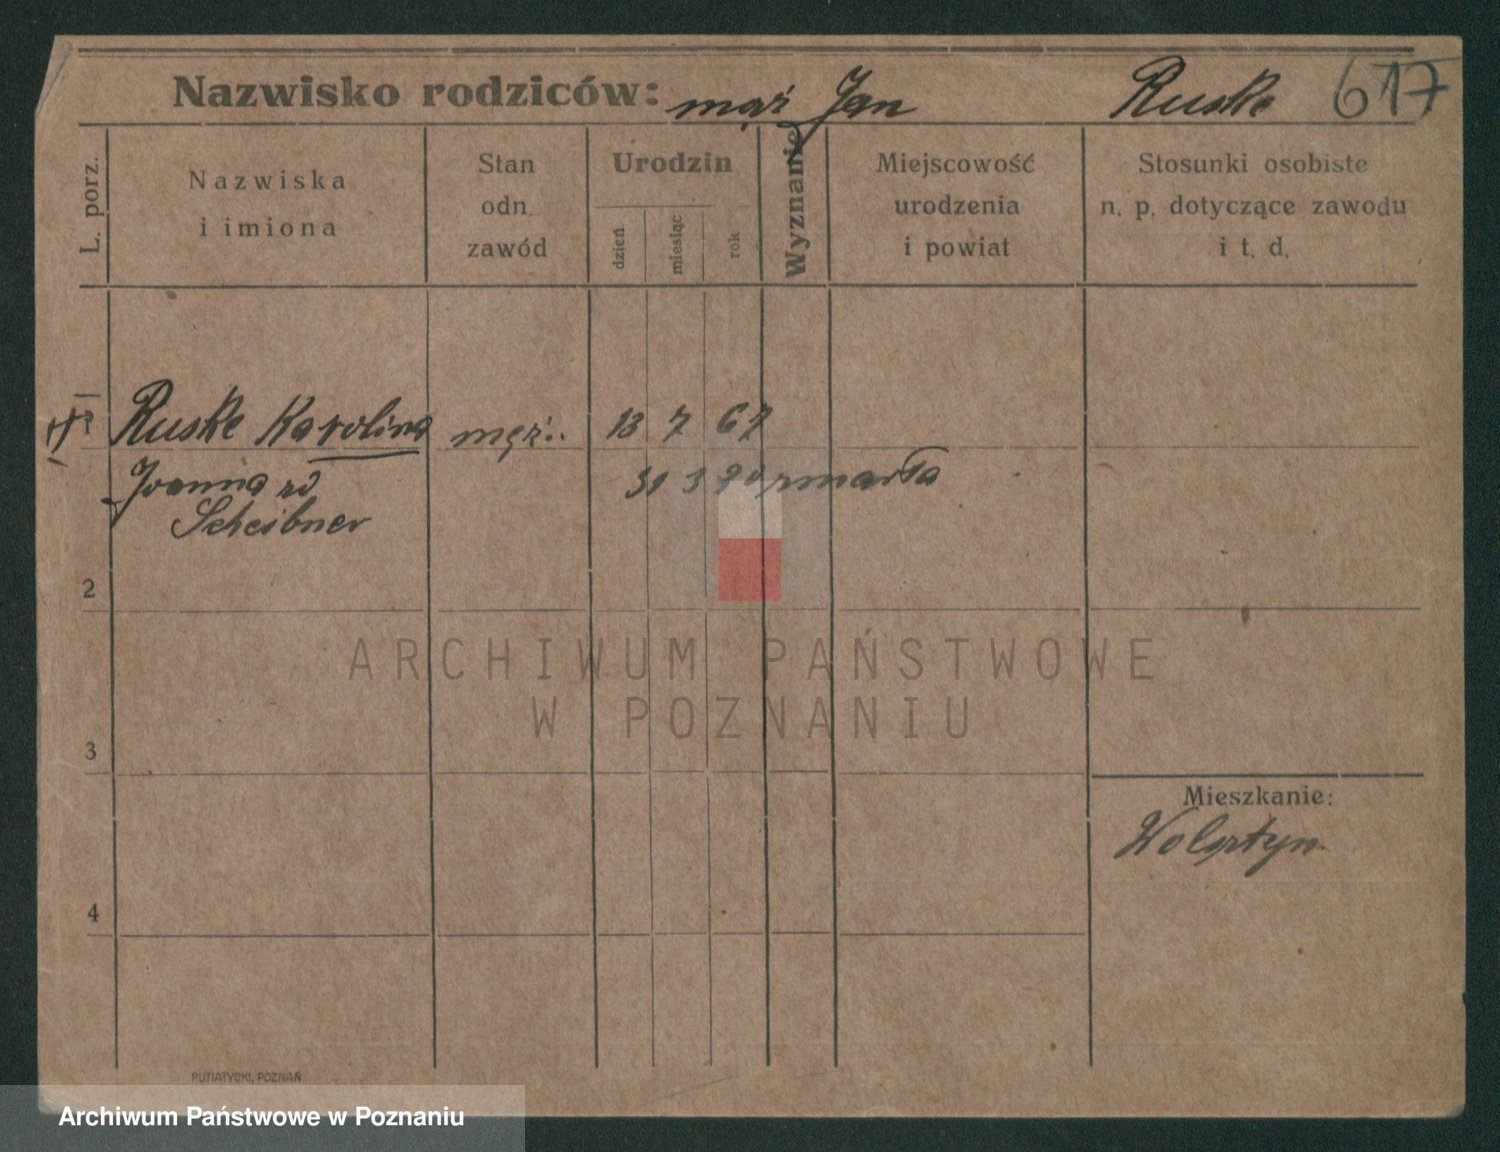 Nazwisko rodziców: mąż Jan Ruske 617
L. porz.
Nazwiska
i imiona
Stan
odn.
zawód
Urodzin
dzień
miesiąc
rok
Wyznanie
Miejscowość
urodzenia
i powiat
Stosunki osobiste
n. p. dotyczące zawodu
i t. d.
1 Ruske Karolina męż. 13 7 67
Joanna zd 31 3 zmarła
Scheibner
2
ARCHIWUM PAŃSTWOWE
W POZNANIU
3
Mieszkanie:
Wolsztyn.
4
PUTIATYCKI, POZNAŃ
Archiwum Państwowe w Poznaniu